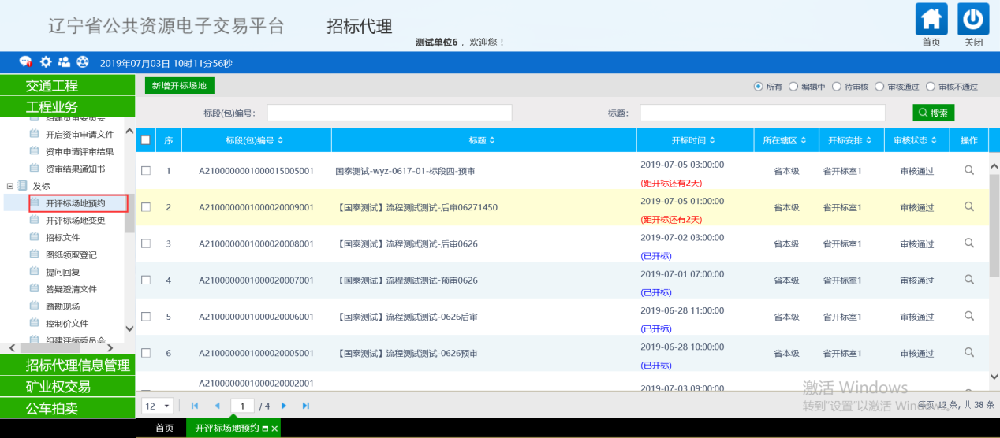 辽宁省公共资源电子交易平台 招标代理
测试单位6，欢迎您！
首页 关闭
2019年07月03日 10时11分56秒
交通工程
工程业务
组建资审委员会
开启资审申请文件
资审申请评审结果
资审结果通知书
发标
开评标场地预约
开评标场地变更
招标文件
图纸领取登记
提问回复
答疑澄清文件
踏勘现场
控制价文件
组建评标委员会
招标代理信息管理
矿业权交易
公车拍卖
新增开标场地
所有 编辑中 待审核 审核通过 审核不通过
标段(包)编号： 标题： 搜索
序 标段(包)编号 标题 开标时间 所在辖区 开标安排 审核状态 操作
1 A2100000001000015005001 国泰测试-wyz-0617-01-标段四-预审 2019-07-05 03:00:00 省本级 省开标室1 审核通过
(距开标还有2天)
2 A2100000001000020009001 【国泰测试】流程测试测试-后审06271450 2019-07-05 01:00:00 省本级 省开标室1 审核通过
(距开标还有2天)
3 A2100000001000020008001 【国泰测试】流程测试测试-后审0626 2019-07-02 03:00:00 省本级 省开标室1 审核通过
(已开标)
4 A2100000001000020007001 【国泰测试】流程测试测试-预审0626 2019-07-01 07:00:00 省本级 省开标室1 审核通过
(已开标)
5 A2100000001000020006001 【国泰测试】流程测试测试-0626后审 2019-06-28 11:00:00 省本级 省开标室1 审核通过
(已开标)
6 A2100000001000020005001 【国泰测试】流程测试测试-0626预审 2019-06-28 10:00:00 省本级 省开标室1 审核通过
(已开标)
A2100000001000020002001 2019-07-03 09:00:00
激活 Windows
转到"设置"以激活 Windows。
12 1 / 4 每页 12 条, 共 38 条
首页 开评标场地预约